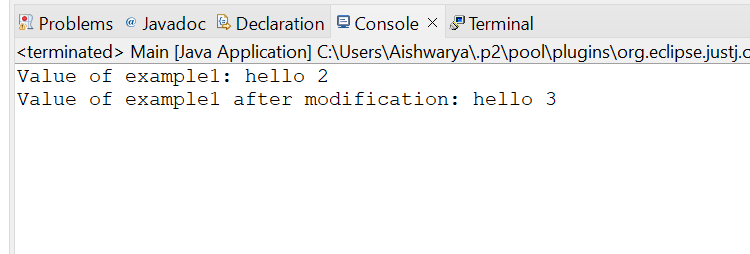 Problems @ Javadoc Declaration Console × Terminal
<terminated> Main [Java Application] C:\Users\Aishwarya\.p2\pool\plugins\org.eclipse.justj.o
Value of example1: hello 2
Value of example1 after modification: hello 3